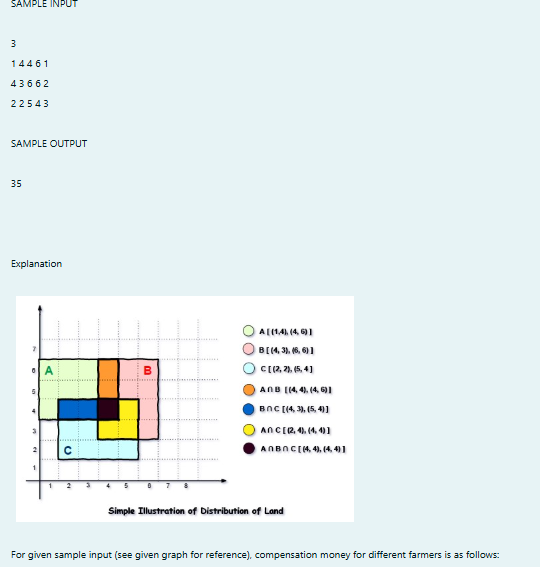 SAMPLE INPUT
3
1 4 4 6 1
4 3 6 6 2
2 2 5 4 3
SAMPLE OUTPUT
35
Explanation
A [ (1,4), (4, 6) ]
7
B [ (4, 3), (6, 6) ]
6 A B
C [ (2, 2), (5, 4 ]
5
A ∩ B [(4, 4), (4, 6)]
4
B ∩ C [(4, 3), (5, 4)]
3
A ∩ C [ (2, 4), (4, 4) ]
2 C
A ∩ B ∩ C [ (4, 4), (4, 4) ]
1
1 2 3 4 5 6 7 8
Simple Illustration of Distribution of Land
For given sample input (see given graph for reference), compensation money for different farmers is as follows: